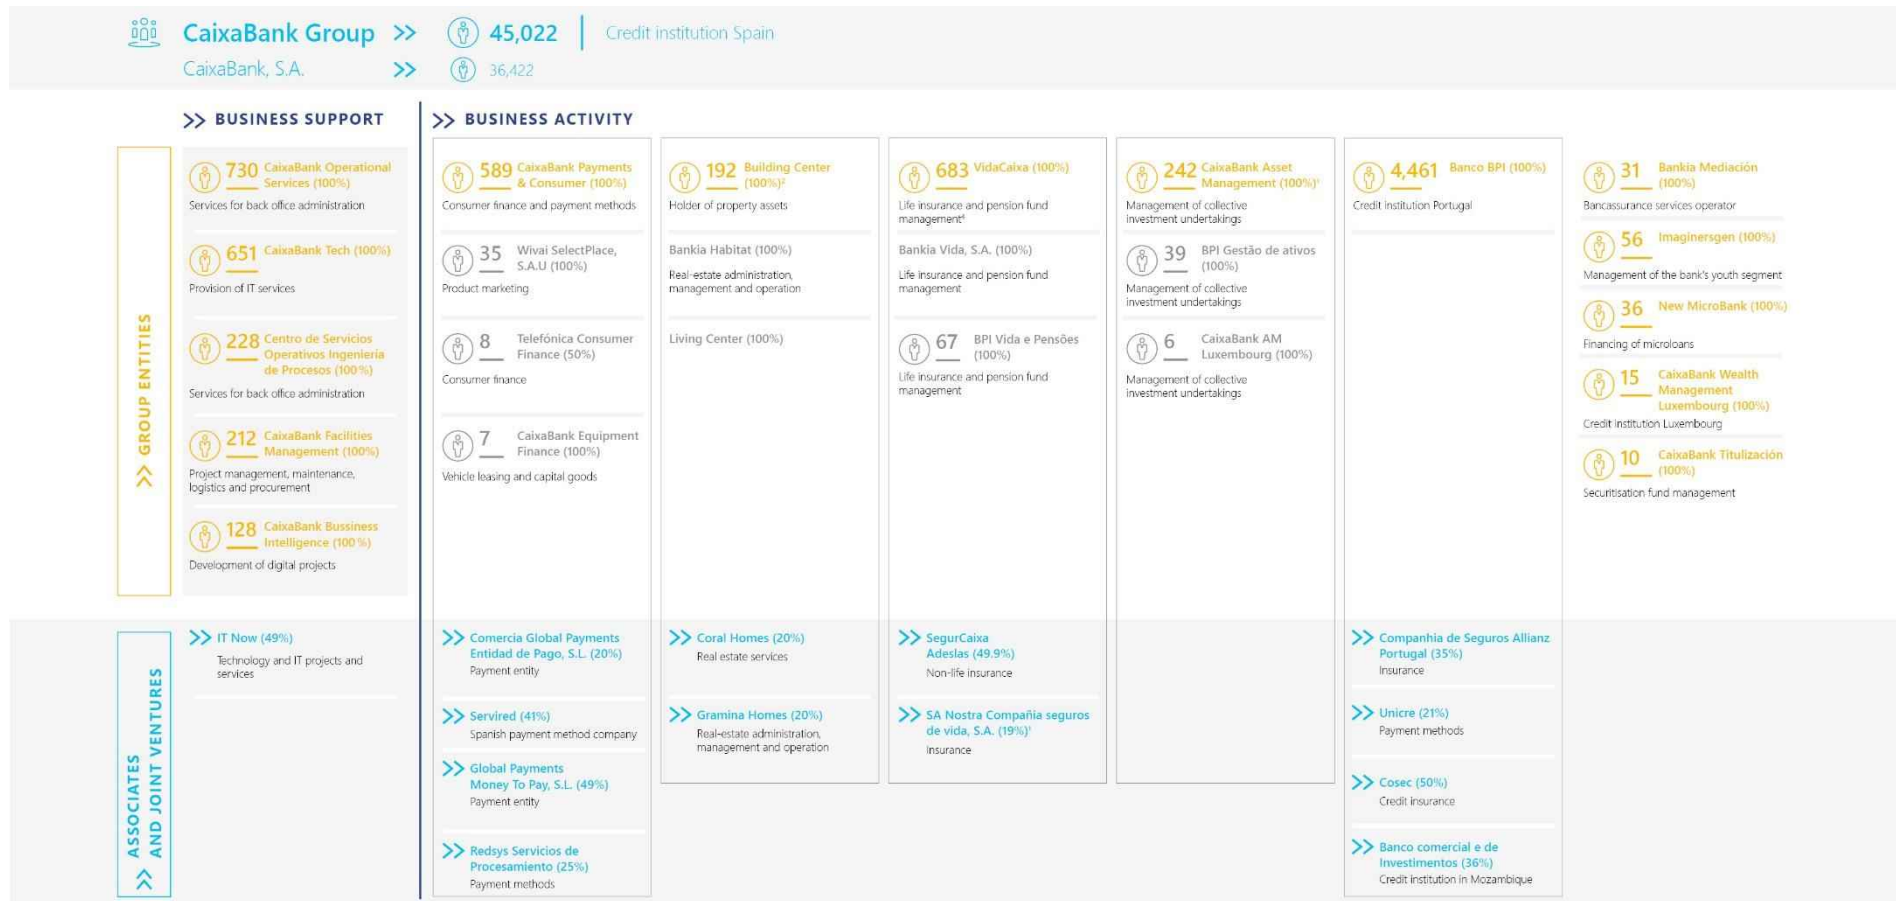 CaixaBank Group
45,022
Credit institution Spain
CaixaBank, S.A.
36,422
BUSINESS SUPPORT
BUSINESS ACTIVITY
GROUP ENTITIES
730 CaixaBank Operational
Services (100%)
Services for back office administration
651 CaixaBank Tech (100%)
Provision of IT services
228 Centro de Servicios
Operativos Ingeniería
de Procesos (100%)
Services for back office administration
212 CaixaBank Facilities
Management (100%)
Project management, maintenance,
logistics and procurement
128 CaixaBank Bussiness
Intelligence (100%)
Development of digital projects
589 CaixaBank Payments
& Consumer (100%)
Consumer finance and payment methods
35 Wivai SelectPlace,
S.A.U (100%)
Product marketing
8 Telefónica Consumer
Finance (50%)
Consumer finance
7 CaixaBank Equipment
Finance (100%)
Vehicle leasing and capital goods
192 Building Center
(100%)²
Holder of property assets
Bankia Habitat (100%)
Real-estate administration,
management and operation
Living Center (100%)
683 VidaCaixa (100%)
Life insurance and pension fund
management⁴
Bankia Vida, S.A. (100%)
Life insurance and pension fund
management
67 BPI Vida e Pensões
(100%)
Life insurance and pension fund
management
242 CaixaBank Asset
Management (100%)¹
Management of collective
investment undertakings
39 BPI Gestão de ativos
(100%)
Management of collective
investment undertakings
6 CaixaBank AM
Luxembourg (100%)
Management of collective
investment undertakings
4,461 Banco BPI (100%)
Credit institution Portugal
31 Bankia Mediación
(100%)
Bancassurance services operator
56 Imaginersgen (100%)
Management of the bank's youth segment
36 New MicroBank (100%)
Financing of microloans
15 CaixaBank Wealth
Management
Luxembourg (100%)
Credit Institution Luxembourg
10 CaixaBank Titulización
(100%)
Securitisation fund management
ASSOCIATES
AND JOINT VENTURES
IT Now (49%)
Technology and IT projects and
services
Comercia Global Payments
Entidad de Pago, S.L. (20%)
Payment entity
Servired (41%)
Spanish payment method company
Global Payments
Money To Pay, S.L. (49%)
Payment entity
Redsys Servicios de
Procesamiento (25%)
Payment methods
Coral Homes (20%)
Real estate services
Gramina Homes (20%)
Real-estate administration,
management and operation
SegurCaixa
Adeslas (49.9%)
Non-life insurance
SA Nostra Compañia seguros
de vida, S.A. (19%)
Insurance
Companhia de Seguros Allianz
Portugal (35%)
Insurance
Unicre (21%)
Payment methods
Cosec (50%)
Credit insurance
Banco comercial e de
Investimentos (36%)
Credit institution in Mozambique